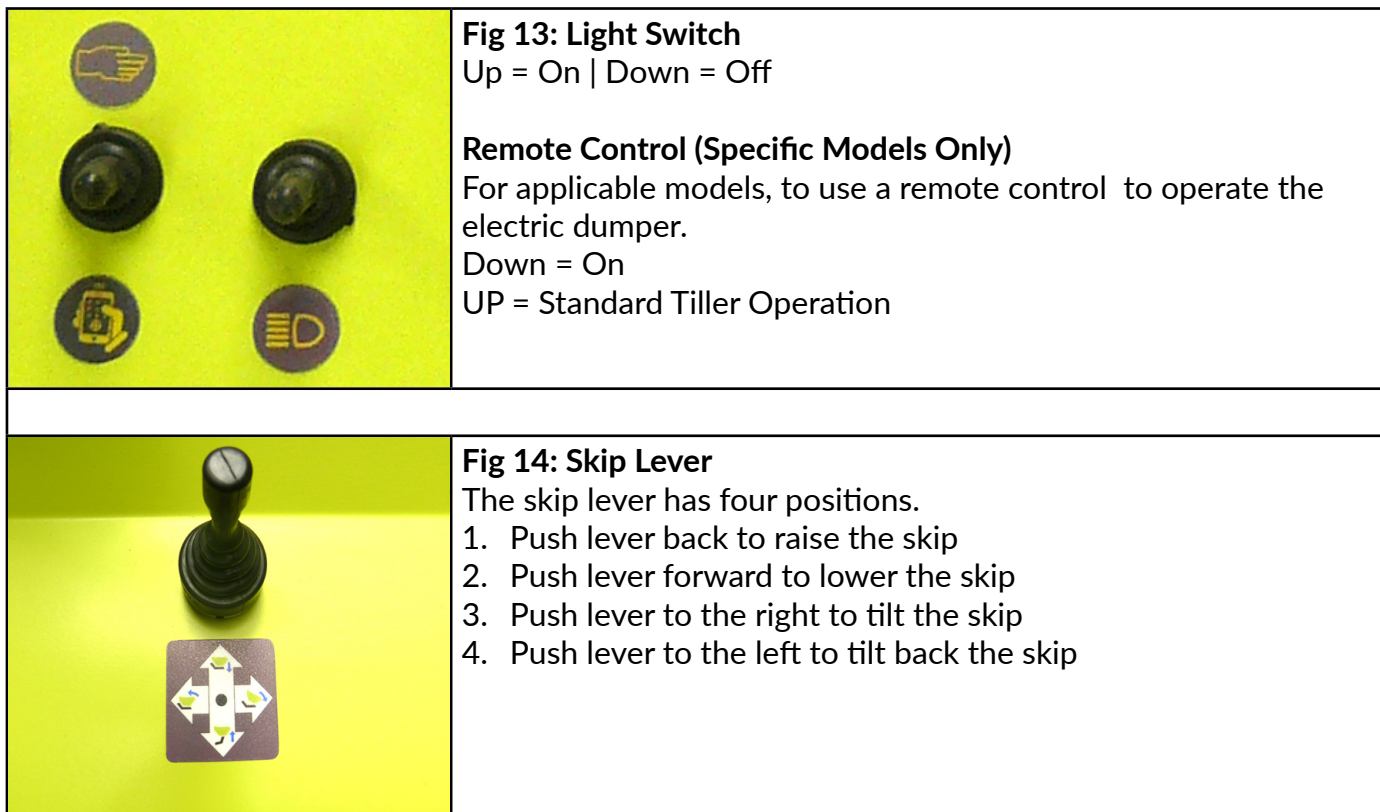 Fig 13: Light Switch
Up = On | Down = Off
Remote Control (Specific Models Only)
For applicable models, to use a remote control  to operate the
electric dumper.
Down = On
UP = Standard Tiller Operation
Fig 14: Skip Lever
The skip lever has four positions.
1. Push lever back to raise the skip
2. Push lever forward to lower the skip
3. Push lever to the right to tilt the skip
4. Push lever to the left to tilt back the skip